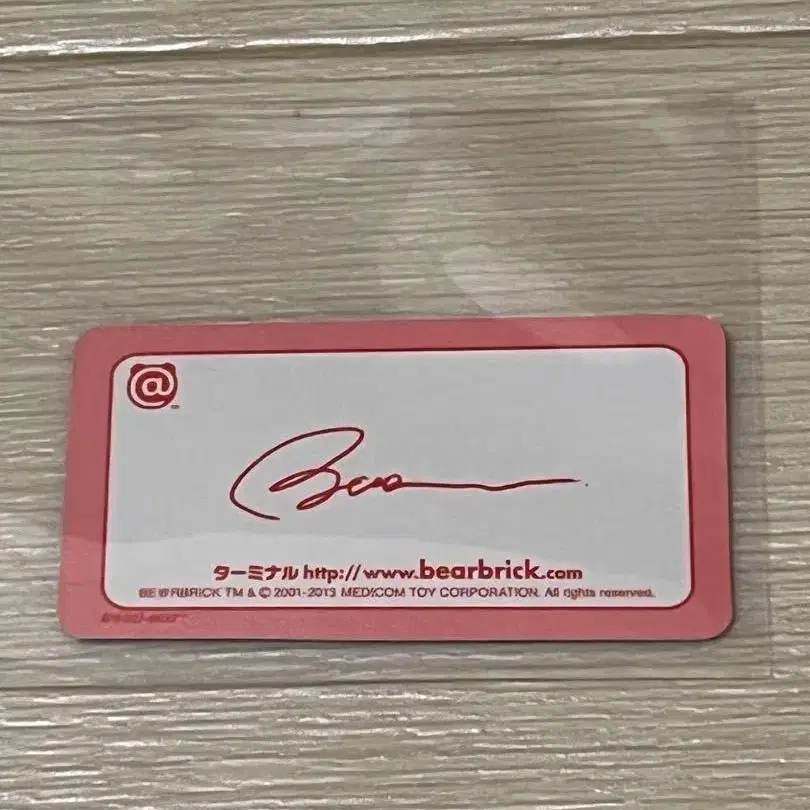 @
Bea
ターミナル http://www.bearbrick.com
BE@RBRICK TM & © 2001-2013 MEDICOM TOY CORPORATION. All rights reserved.